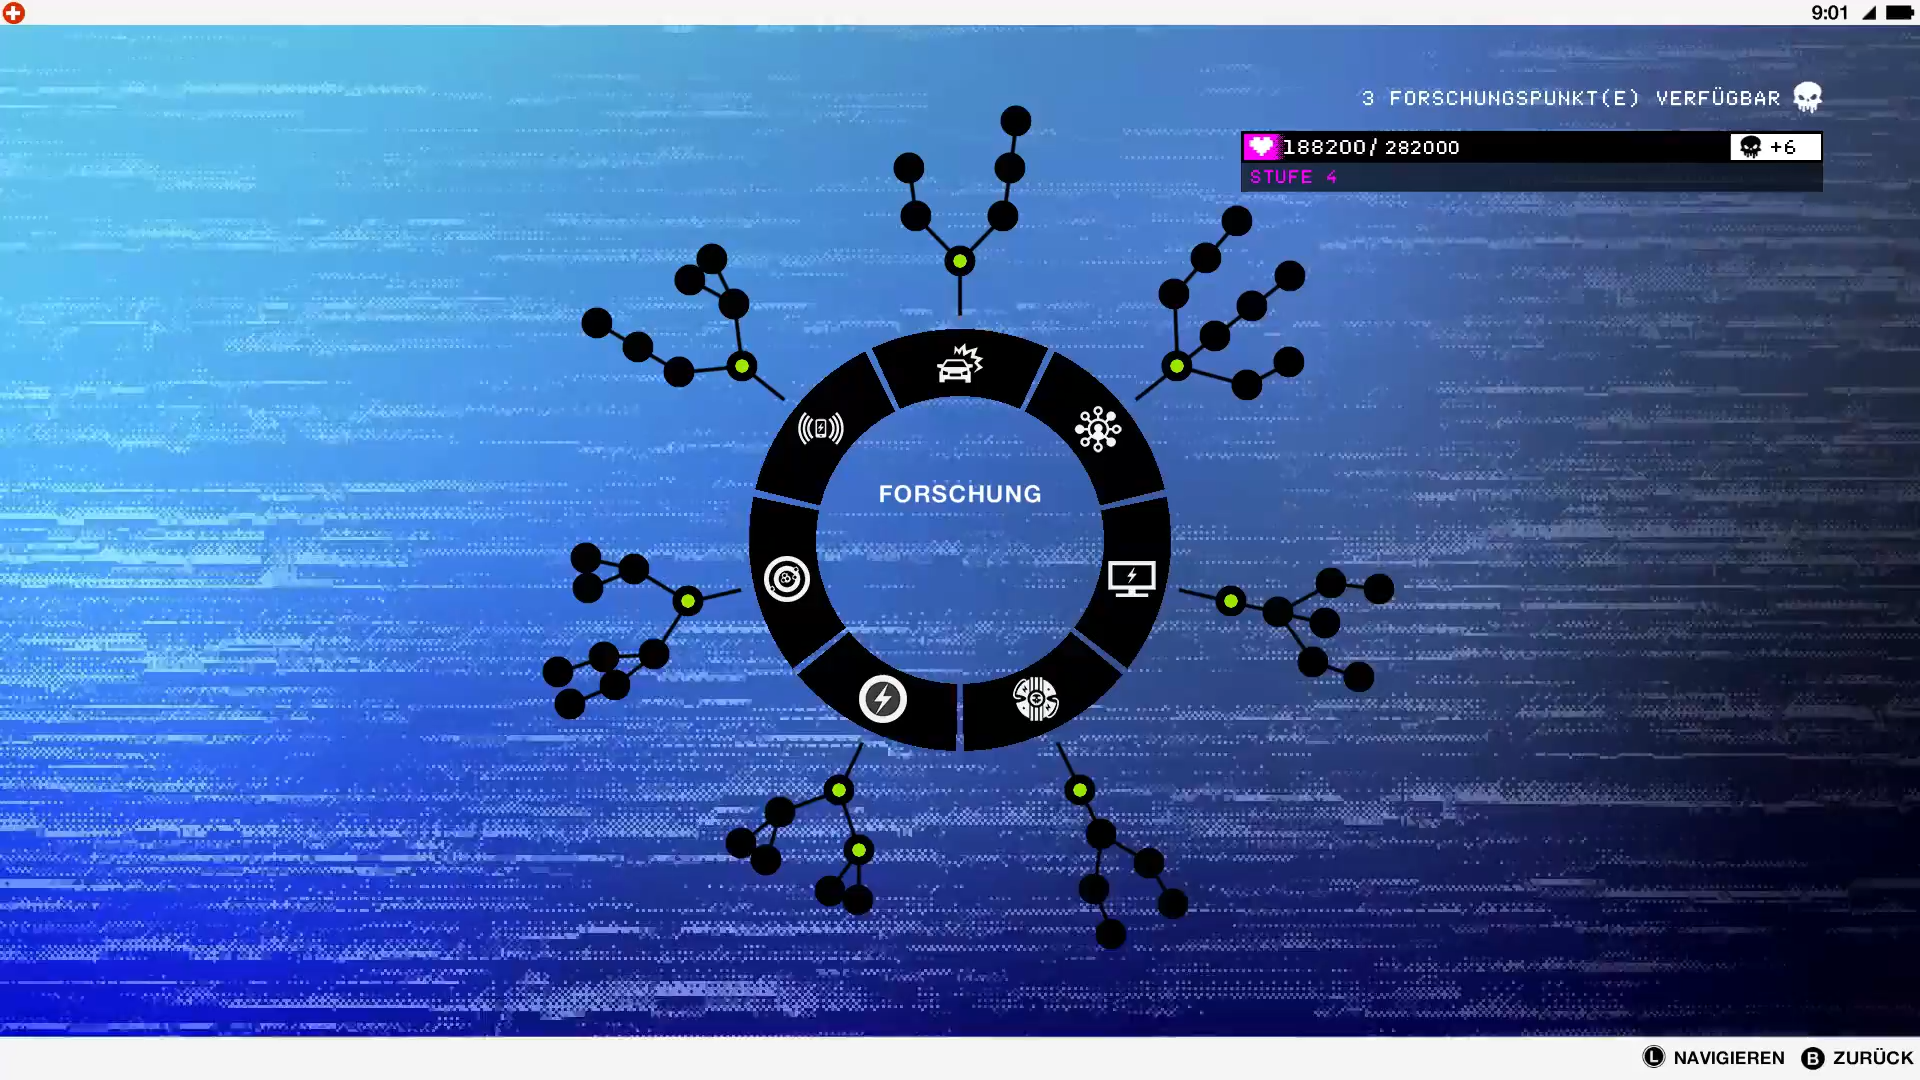 9:01
3 FORSCHUNGSPUNKT(E) VERFÜGBAR
188200/ 282000
+6
STUFE 4
FORSCHUNG
L NAVIGIEREN B ZURÜCK